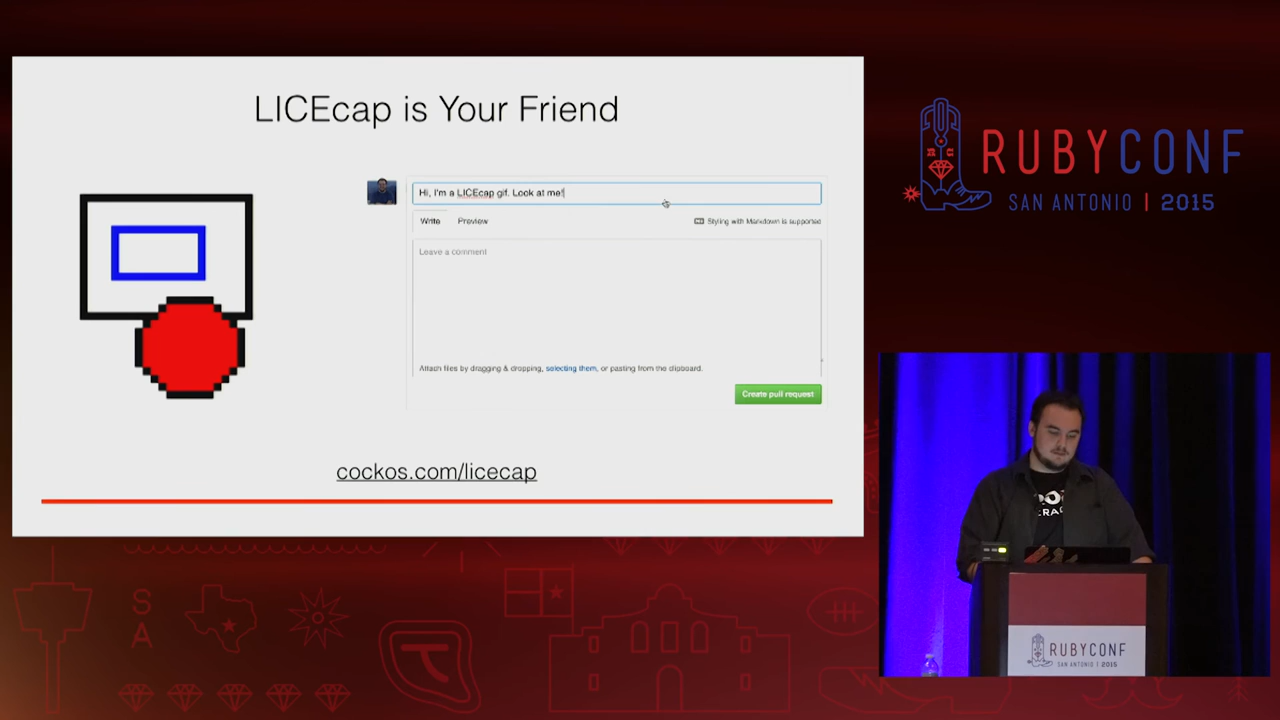 LICEcap is Your Friend
Hi, I'm a LICEcap gif. Look at me!
Write Preview Styling with Markdown is supported
Leave a comment
Attach files by dragging & dropping, selecting them, or pasting from the clipboard.
Create pull request
cockos.com/licecap
RUBYCONF
SAN ANTONIO | 2015
RUBYCONF
SAN ANTONIO | 2015
S
A